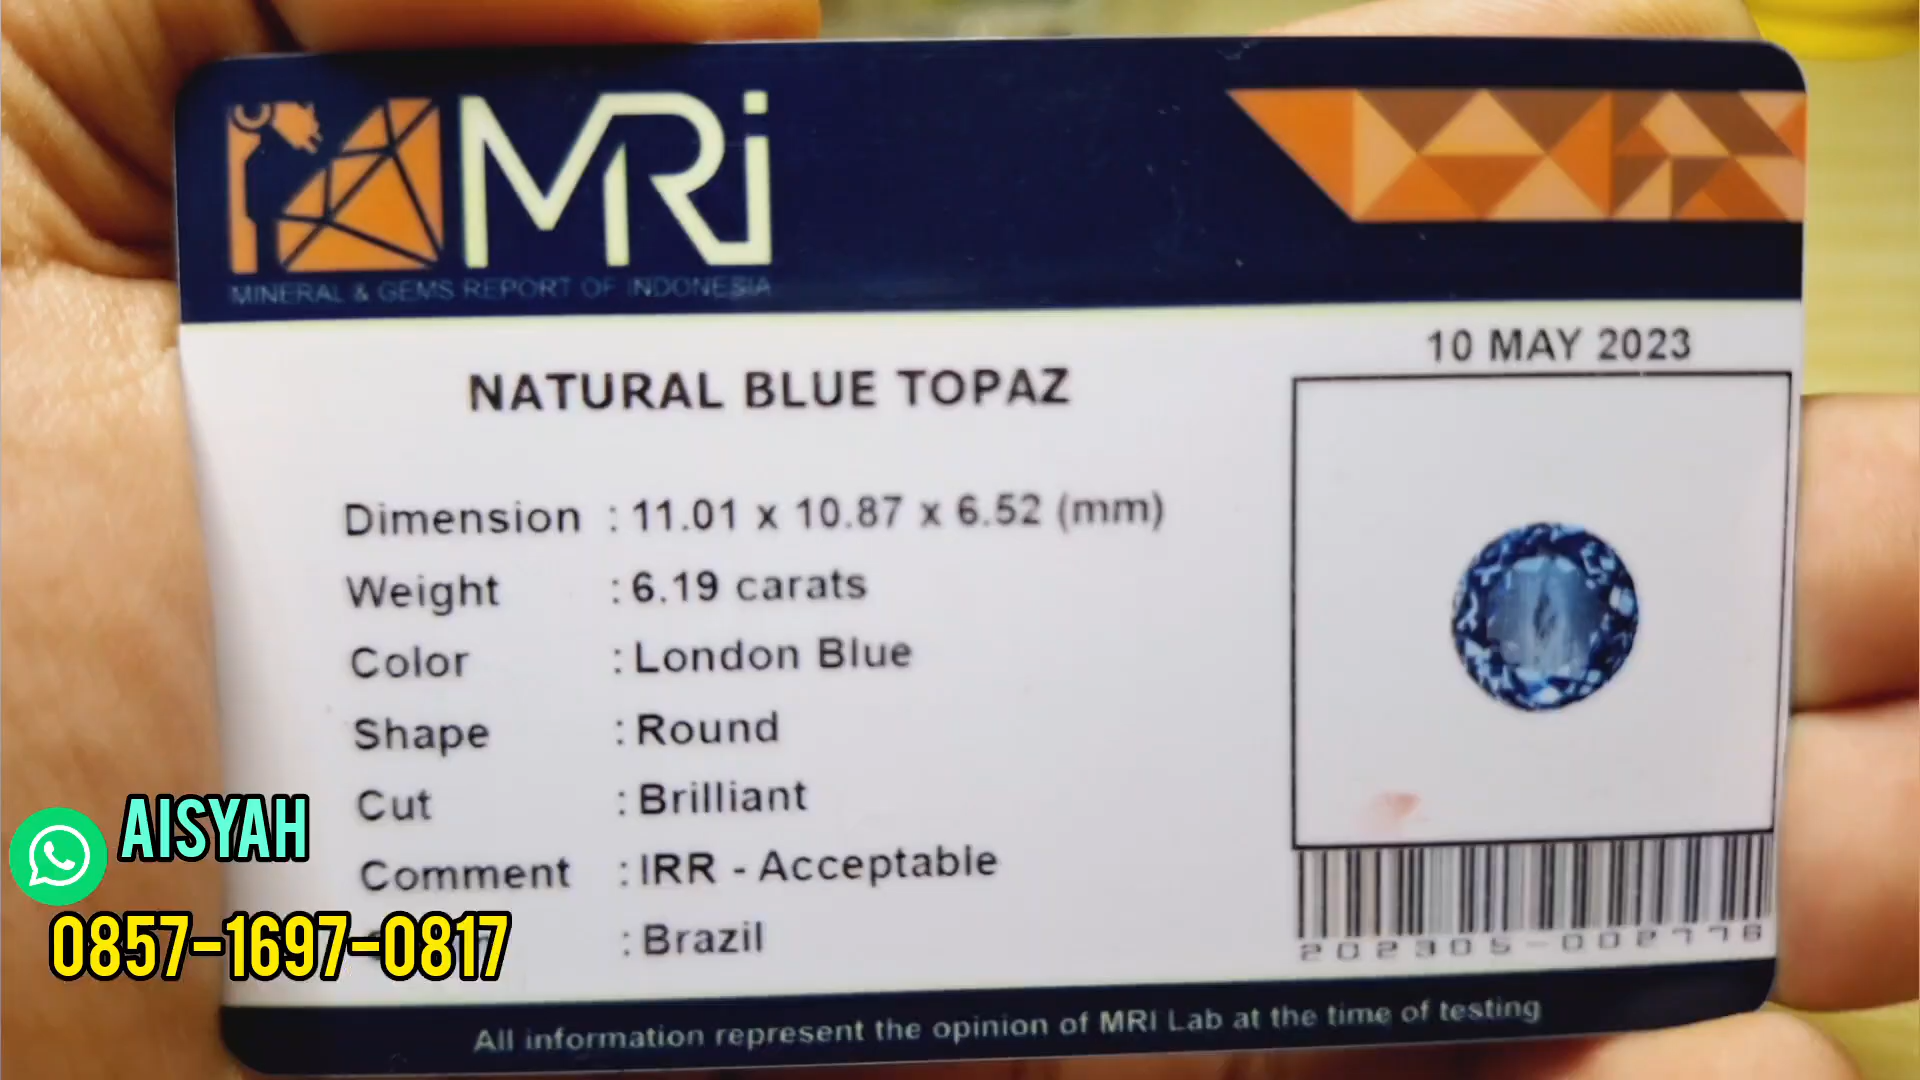 MRi
MINERAL & GEMS REPORT OF INDONESIA
10 MAY 2023
NATURAL BLUE TOPAZ
Dimension : 11.01 x 10.87 x 6.52 (mm)
Weight : 6.19 carats
Color : London Blue
Shape : Round
Cut : Brilliant
Comment : IRR - Acceptable
: Brazil
202305-002778
All information represent the opinion of MRI Lab at the time of testing
AISYAH
0857-1697-0817